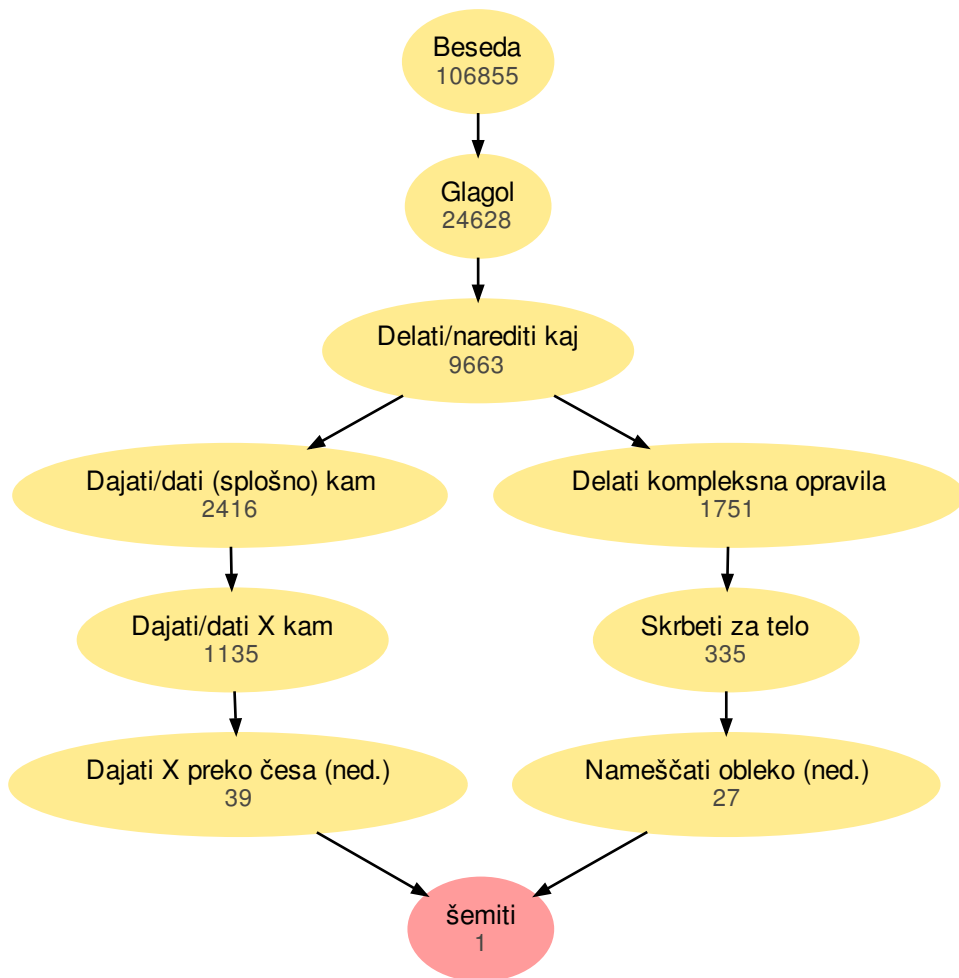 Beseda
106855
Glagol
24628
Delati/narediti kaj
9663
Dajati/dati (splošno) kam
2416
Delati kompleksna opravila
1751
Dajati/dati X kam
1135
Skrbeti za telo
335
Dajati X preko česa (ned.)
39
Nameščati obleko (ned.)
27
šemiti
1